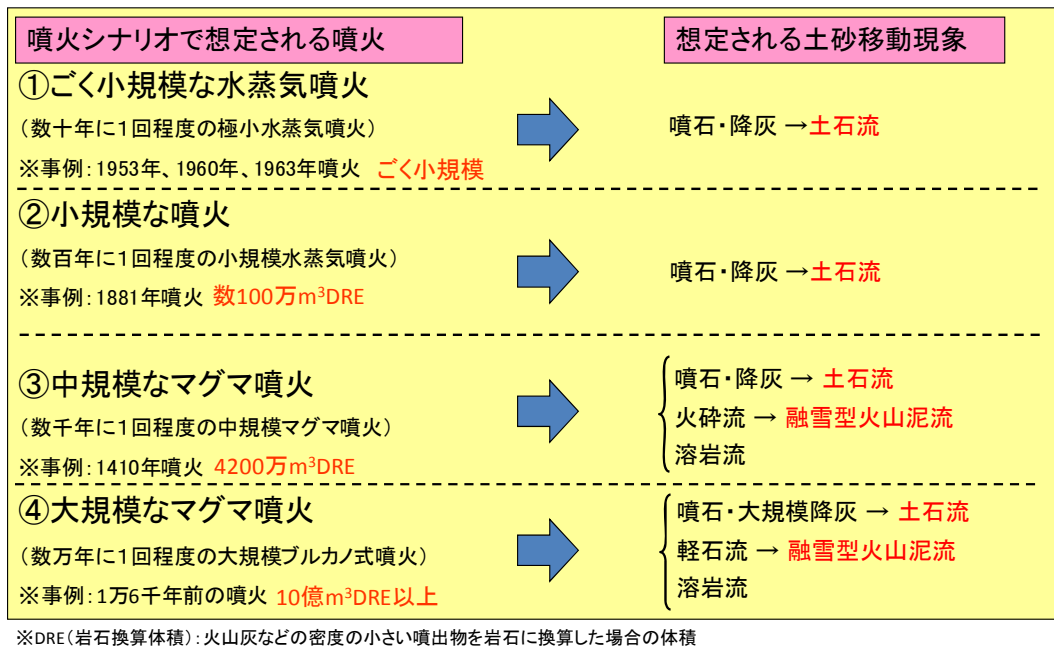 噴火シナリオで想定される噴火
想定される土砂移動現象
①ごく小規模な水蒸気噴火
（数十年に1回程度の極小水蒸気噴火）
※事例：1953年、1960年、1963年噴火 ごく小規模
噴石・降灰 →土石流
②小規模な噴火
（数百年に1回程度の小規模水蒸気噴火）
※事例：1881年噴火 数100万m³DRE
噴石・降灰 →土石流
③中規模なマグマ噴火
（数千年に1回程度の中規模マグマ噴火）
※事例：1410年噴火 4200万m³DRE
噴石・降灰 → 土石流
火砕流 → 融雪型火山泥流
溶岩流
④大規模なマグマ噴火
（数万年に1回程度の大規模ブルカノ式噴火）
※事例：1万6千年前の噴火 10億m³DRE以上
噴石・大規模降灰 → 土石流
軽石流 → 融雪型火山泥流
溶岩流
※DRE（岩石換算体積）：火山灰などの密度の小さい噴出物を岩石に換算した場合の体積